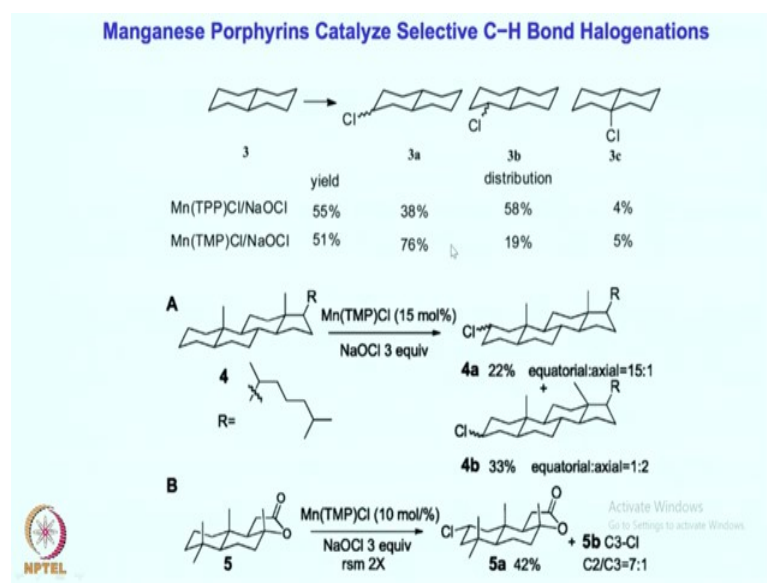 Manganese Porphyrins Catalyze Selective C−H Bond Halogenations
Cl
Cl
Cl
3
3a
3b
3c
yield
distribution
Mn(TPP)Cl/NaOCl 55% 38% 58% 4%
Mn(TMP)Cl/NaOCl 51% 76% 19% 5%
A
R
Mn(TMP)Cl (15 mol%)
NaOCl 3 equiv
Cl
R
4
R=
4a 22% equatorial:axial=15:1
+
R
Cl
4b 33% equatorial:axial=1:2
B
O
O
5
Mn(TMP)Cl (10 mol/%)
NaOCl 3 equiv
rsm 2X
Cl
O
O
5a 42%
+ 5b C3-Cl
C2/C3=7:1
Activate Windows
Go to Settings to activate Windows.
NPTEL